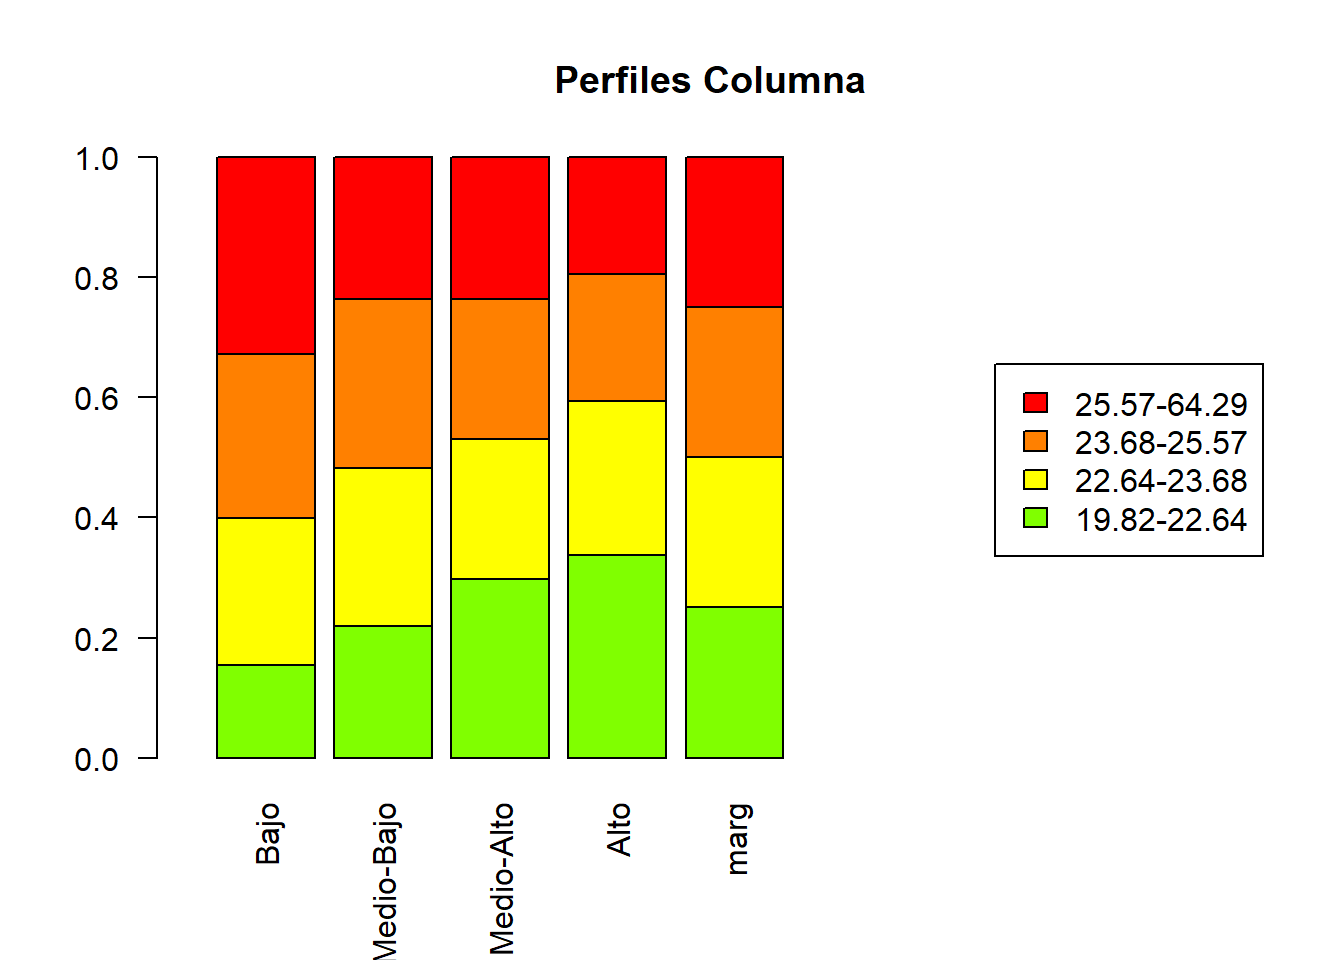 Perfiles Columna
1.0
0.8
0.6
0.4
0.2
0.0
Bajo
Medio-Bajo
Medio-Alto
Alto
marg
25.57-64.29
23.68-25.57
22.64-23.68
19.82-22.64